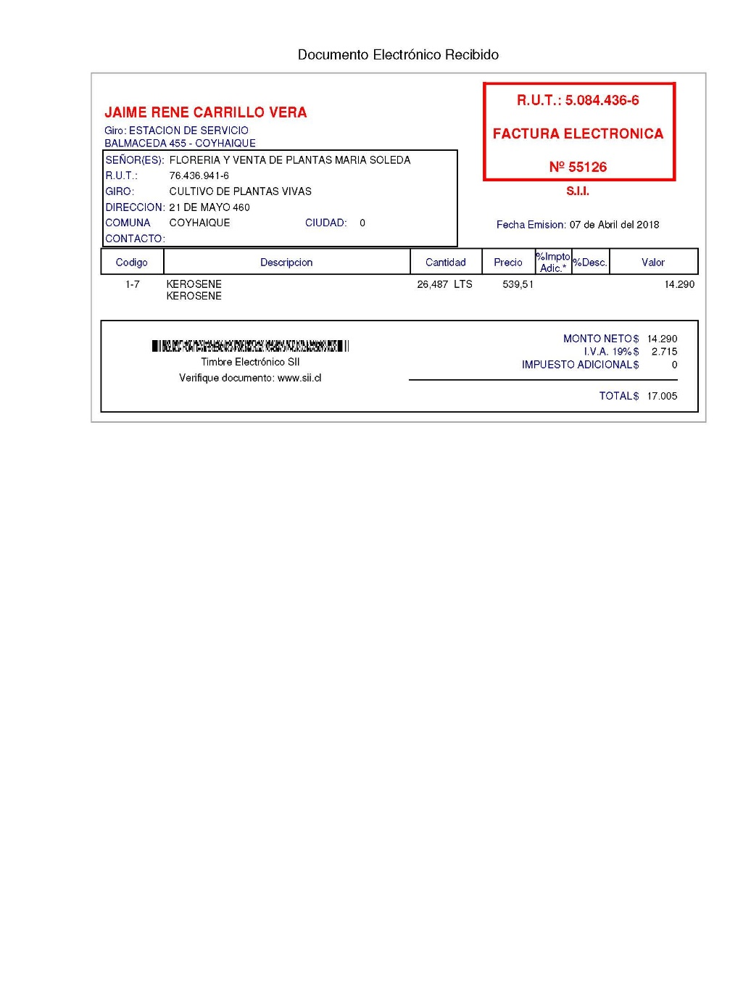 Documento Electrónico Recibido
JAIME RENE CARRILLO VERA
Giro: ESTACION DE SERVICIO
BALMACEDA 455 - COYHAIQUE
R.U.T.: 5.084.436-6
FACTURA ELECTRONICA
Nº 55126
S.I.I.
SEÑOR(ES): FLORERIA Y VENTA DE PLANTAS MARIA SOLEDA
R.U.T.: 76.436.941-6
GIRO: CULTIVO DE PLANTAS VIVAS
DIRECCION: 21 DE MAYO 460
COMUNA COYHAIQUE CIUDAD: 0
CONTACTO:
Fecha Emision: 07 de Abril del 2018
Codigo Descripcion Cantidad Precio %Impto Adic.* %Desc. Valor
1-7 KEROSENE 26,487 LTS 539,51 14.290
KEROSENE
Timbre Electrónico SII
Verifique documento: www.sii.cl
MONTO NETO $ 14.290
I.V.A. 19% $ 2.715
IMPUESTO ADICIONAL $ 0
TOTAL $ 17.005